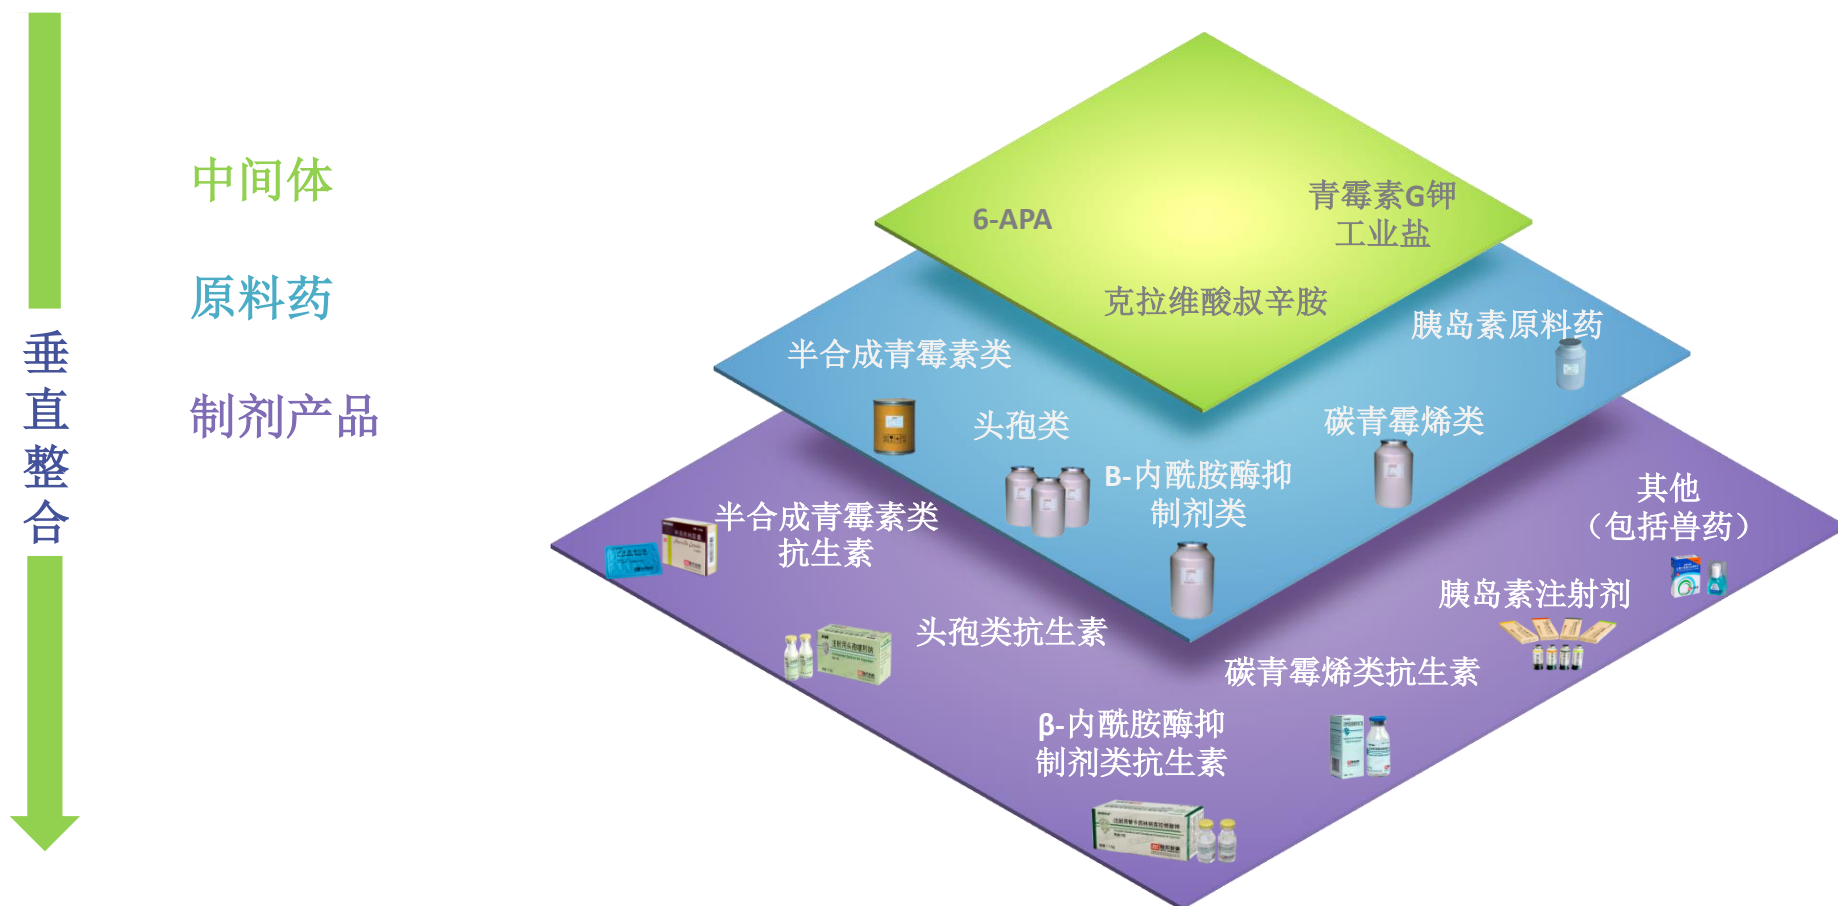 垂直整合
中间体
原料药
制剂产品
6-APA
青霉素G钾
工业盐
克拉维酸叔辛胺
半合成青霉素类
头孢类
B-内酰胺酶抑
制剂类
碳青霉烯类
胰岛素原料药
半合成青霉素类
抗生素
头孢类抗生素
β-内酰胺酶抑
制剂类抗生素
碳青霉烯类抗生素
胰岛素注射剂
其他
（包括兽药）